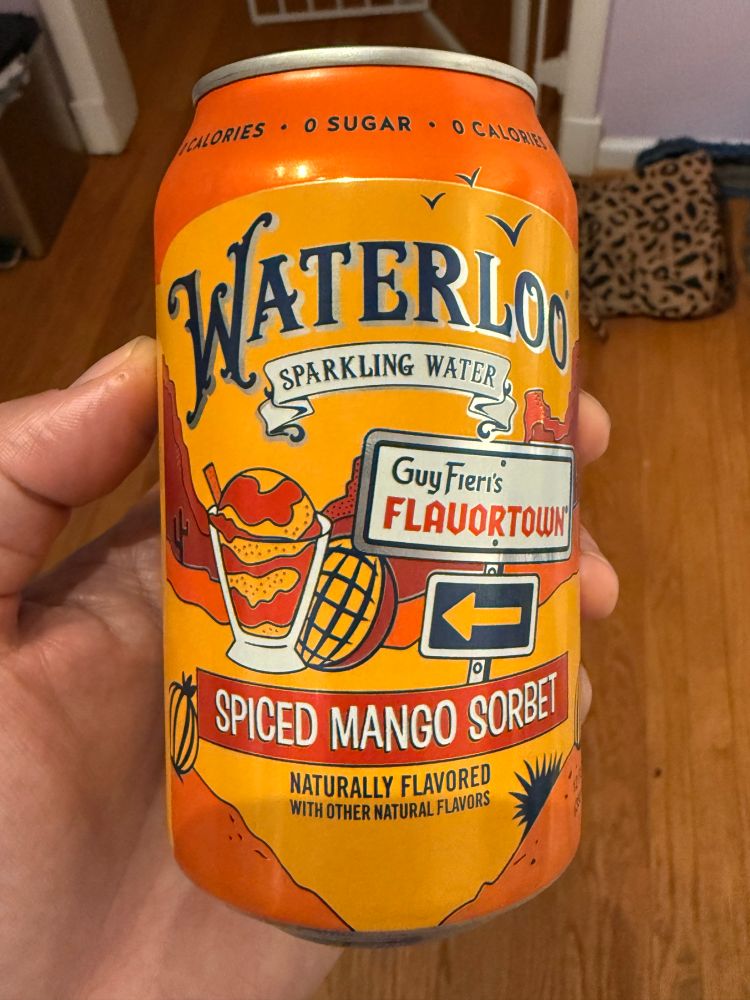 0 CALORIES • 0 SUGAR • 0 CALORIES
WATERLOO
SPARKLING WATER
Guy Fieri's
FLAVORTOWN
SPICED MANGO SORBET
NATURALLY FLAVORED
WITH OTHER NATURAL FLAVORS